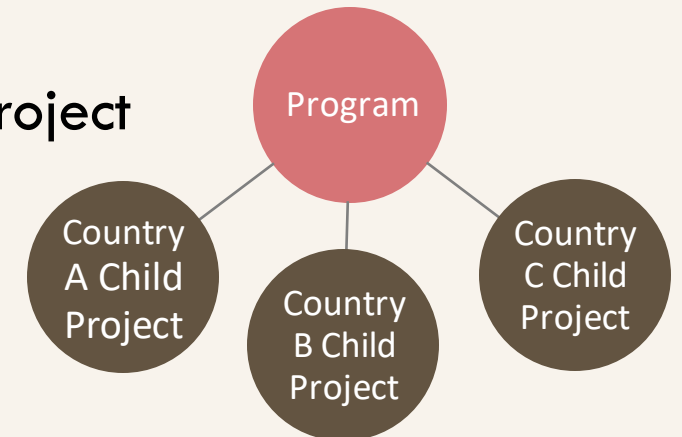 Program
roject
Country
A Child
Project
Country
B Child
Project
Country
C Child
Project